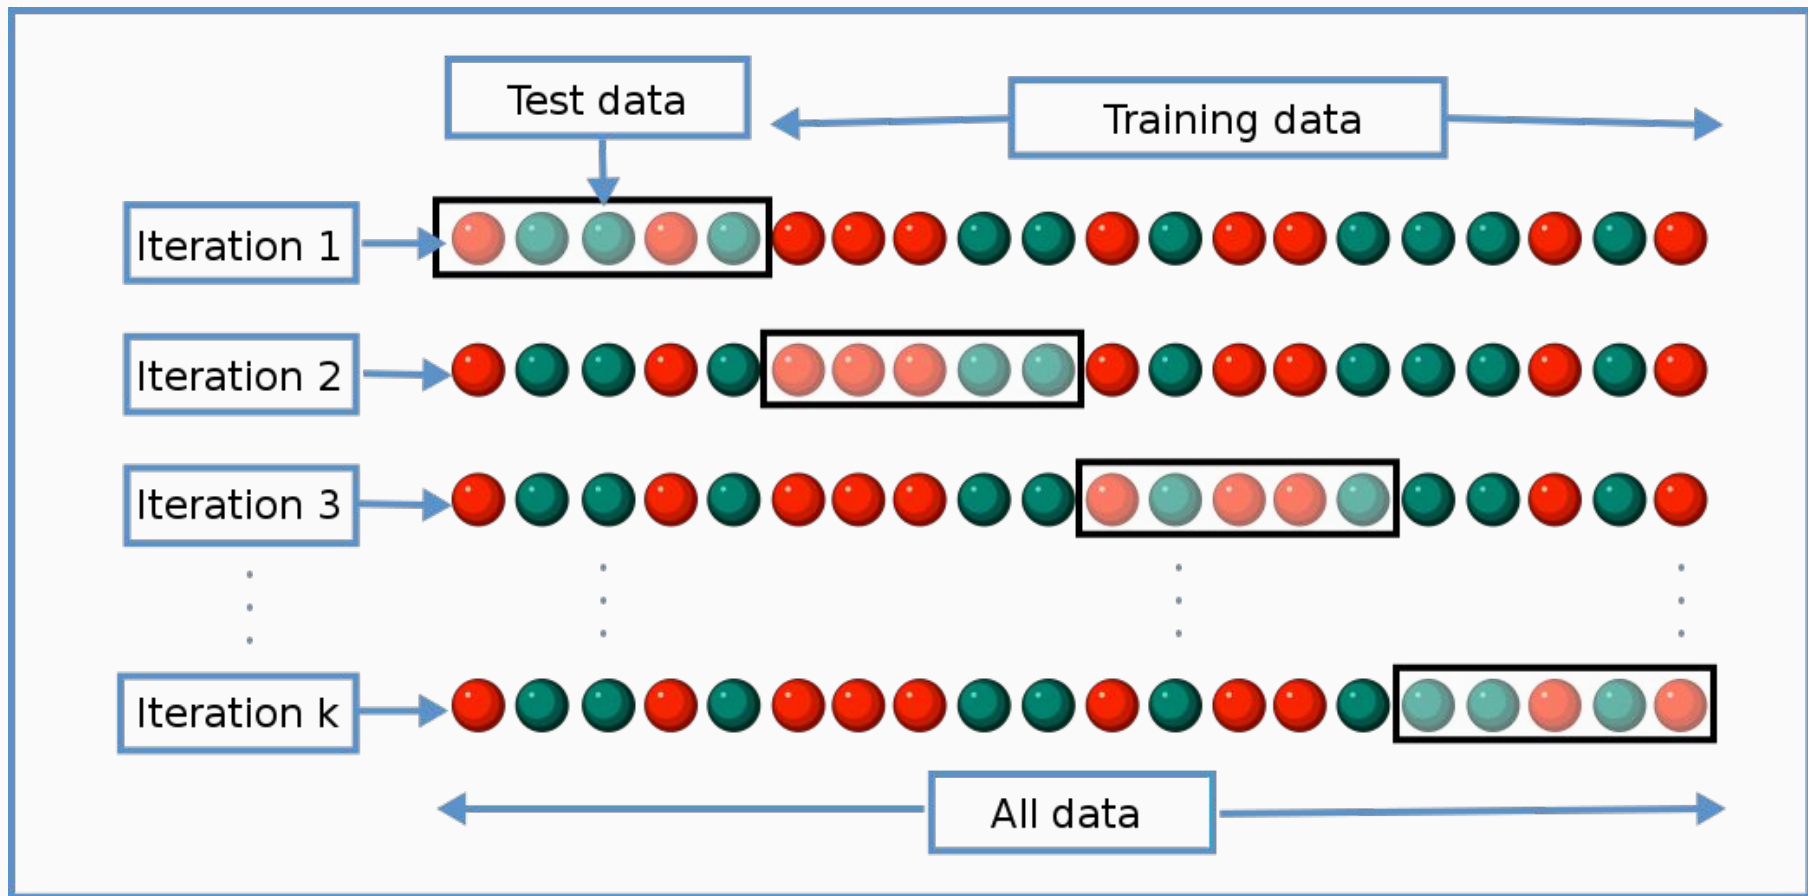 Test data
Training data
Iteration 1
Iteration 2
Iteration 3
Iteration k
All data